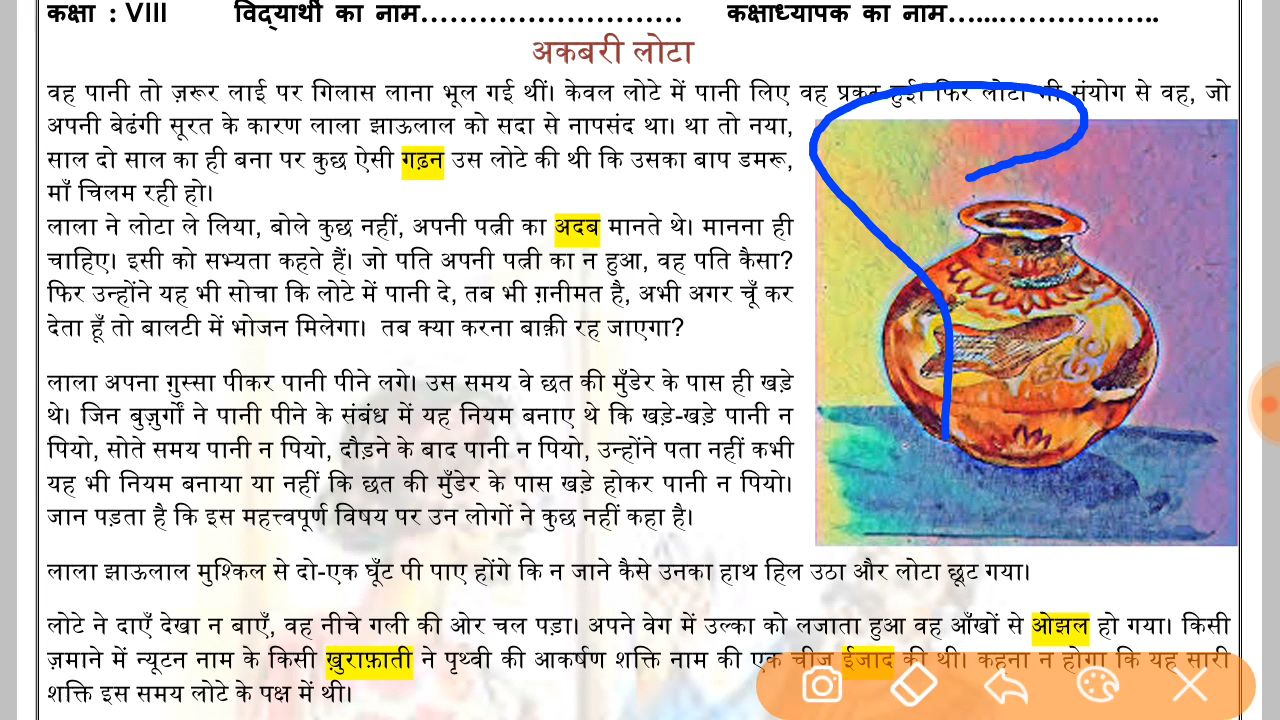 कक्षा : VIII विद्यार्थी का नाम........................... कक्षाध्यापक का नाम......................
अकबरी लोटा
वह पानी तो ज़रूर लाई पर गिलास लाना भूल गई थीं। केवल लोटे में पानी लिए वह प्रकट हुई। फिर लोटा भी संयोग से वह, जो
अपनी बेढंगी सूरत के कारण लाला झाऊलाल को सदा से नापसंद था। था तो नया,
साल दो साल का ही बना पर कुछ ऐसी गढ़न उस लोटे की थी कि उसका बाप डमरू,
माँ चिलम रही हो।
लाला ने लोटा ले लिया, बोले कुछ नहीं, अपनी पत्नी का अदब मानते थे। मानना ही
चाहिए। इसी को सभ्यता कहते हैं। जो पति अपनी पत्नी का न हुआ, वह पति कैसा?
फिर उन्होंने यह भी सोचा कि लोटे में पानी दे, तब भी ग़नीमत है, अभी अगर चूँ कर
देता हूँ तो बालटी में भोजन मिलेगा। तब क्या करना बाक़ी रह जाएगा?
लाला अपना ग़ुस्सा पीकर पानी पीने लगे। उस समय वे छत की मुँडेर के पास ही खड़े
थे। जिन बुज़ुर्गों ने पानी पीने के संबंध में यह नियम बनाए थे कि खड़े-खड़े पानी न
पियो, सोते समय पानी न पियो, दौड़ने के बाद पानी न पियो, उन्होंने पता नहीं कभी
यह भी नियम बनाया या नहीं कि छत की मुँडेर के पास खड़े होकर पानी न पियो।
जान पड़ता है कि इस महत्त्वपूर्ण विषय पर उन लोगों ने कुछ नहीं कहा है।
लाला झाऊलाल मुश्किल से दो-एक घूँट पी पाए होंगे कि न जाने कैसे उनका हाथ हिल उठा और लोटा छूट गया।
लोटे ने दाएँ देखा न बाएँ, वह नीचे गली की ओर चल पड़ा। अपने वेग में उल्का को लजाता हुआ वह आँखों से ओझल हो गया। किसी
ज़माने में न्यूटन नाम के किसी ख़ुराफ़ाती ने पृथ्वी की आकर्षण शक्ति नाम की एक चीज़ ईजाद की थी। कहना न होगा कि यह सारी
शक्ति इस समय लोटे के पक्ष में थी।